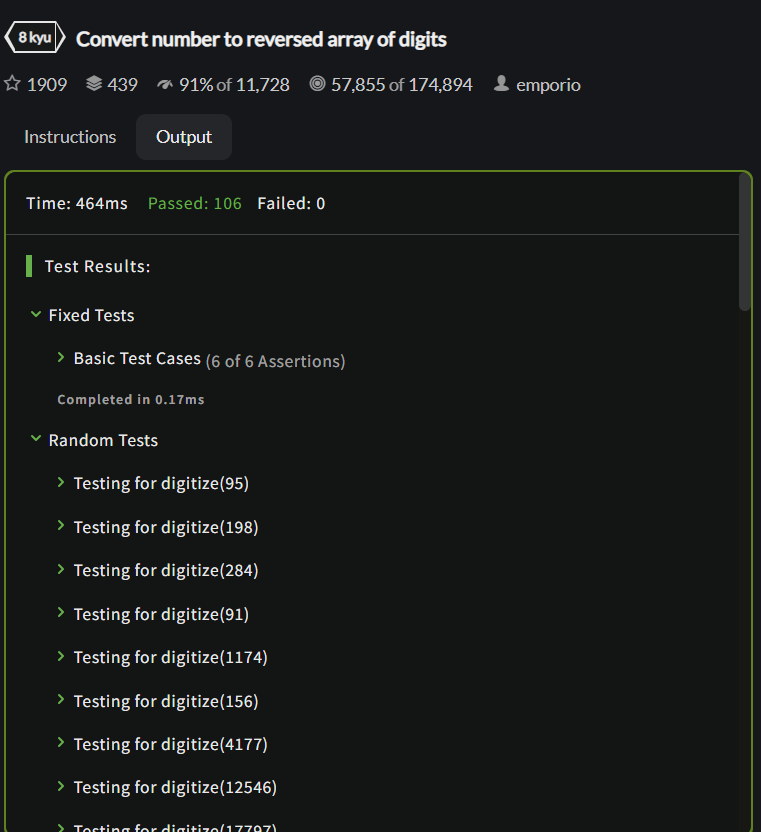 8 kyu Convert number to reversed array of digits
1909 439 91% of 11,728 57,855 of 174,894 emporio
Instructions Output
Time: 464ms Passed: 106 Failed: 0
Test Results:
Fixed Tests
Basic Test Cases (6 of 6 Assertions)
Completed in 0.17ms
Random Tests
Testing for digitize(95)
Testing for digitize(198)
Testing for digitize(284)
Testing for digitize(91)
Testing for digitize(1174)
Testing for digitize(156)
Testing for digitize(4177)
Testing for digitize(12546)
Testing for digitize(17797)